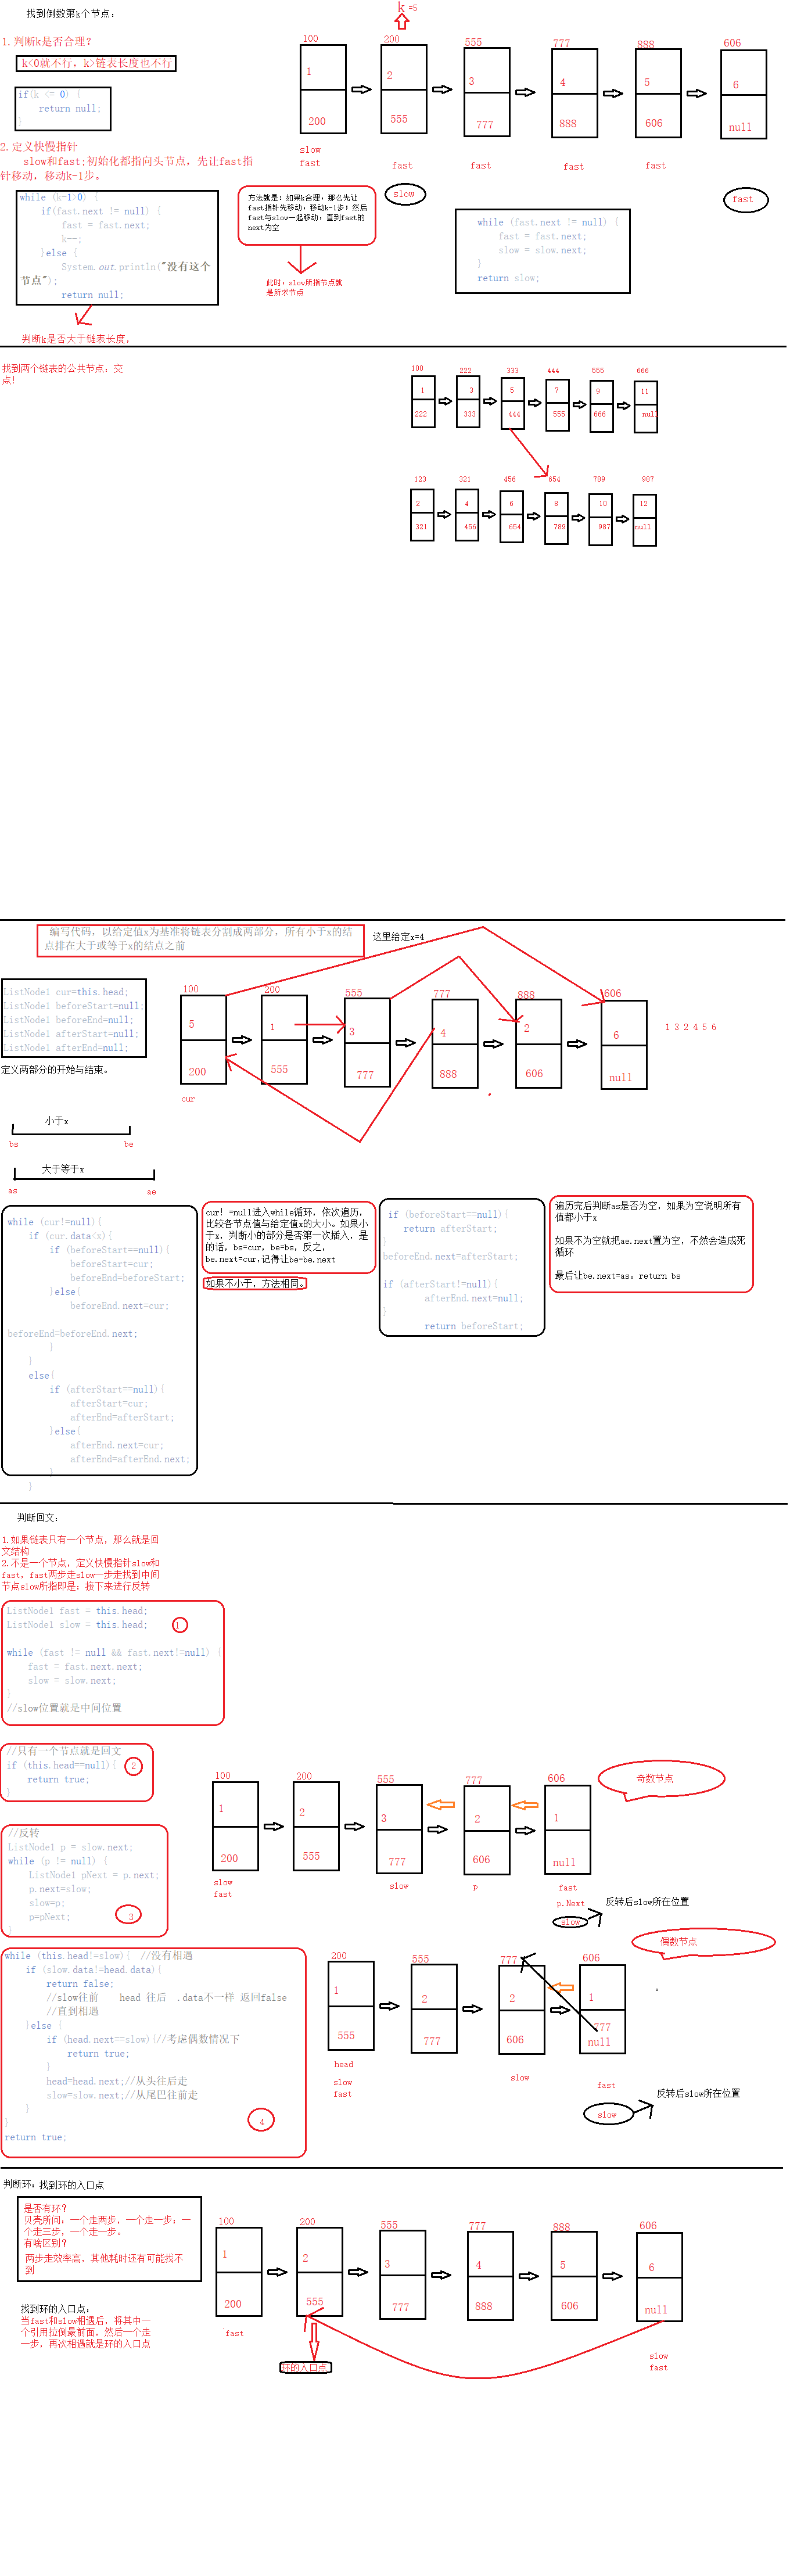 找到倒数第k个节点：
k =5
1.判断k是否合理？
k<0就不行，k>链表长度也不行
if(k <= 0) {
return null;
}
2.定义快慢指针
slow和fast;初始化都指向头节点，先让fast指
针移动，移动k-1步。
while (k-1>0) {
if(fast.next != null) {
fast = fast.next;
k--;
}else {
System.out.println("没有这个
节点");
return null;
判断k是否大于链表长度。
100 200 555 777 888 606
1 2 3 4 5 6
200 555 777 888 606 null
slow
fast fast fast fast fast
slow fast
方法就是：如果k合理，那么先让
fast指针先移动，移动k-1步；然后
fast与slow一起移动，直到fast的
next为空
此时，slow所指节点就
是所求节点
while (fast.next != null) {
fast = fast.next;
slow = slow.next;
}
return slow;
找到两个链表的公共节点：交
点！
100 222 333 444 555 666
1 3 5 7 9 11
222 333 444 555 666 null
123 321 456 654 789 987
2 4 6 8 10 12
321 456 654 789 987 null
编写代码，以给定值x为基准将链表分割成两部分，所有小于x的结
点排在大于或等于x的结点之前
这里给定x=4
ListNode1 cur=this.head;
ListNode1 beforeStart=null;
ListNode1 beforeEnd=null;
ListNode1 afterStart=null;
ListNode1 afterEnd=null;
定义两部分的开始与结束。
100 200 555 777 888 606
5 1 3 4 2 6
200 555 777 888 606 null
cur
1 3 2 4 5 6
小于x
bs be
大于等于x
as ae
while (cur!=null){
if (cur.data<x){
if (beforeStart==null){
beforeStart=cur;
beforeEnd=beforeStart;
}else{
beforeEnd.next=cur;
beforeEnd=beforeEnd.next;
}
}
else{
if (afterStart==null){
afterStart=cur;
afterEnd=afterStart;
}else{
afterEnd.next=cur;
afterEnd=afterEnd.next;
}
}
cur！=null进入while循环，依次遍历，
比较各节点值与给定值x的大小。如果小
于x，判断小的部分是否第一次插入，是
的话，bs=cur，be=bs，反之，
be.next=cur,记得让be=be.next
如果不小于，方法相同。
if (beforeStart==null){
return afterStart;
}
beforeEnd.next=afterStart;
if (afterStart!=null){
afterEnd.next=null;
}
return beforeStart;
遍历完后判断as是否为空，如果为空说明所有
值都小于x
如果不为空就把ae.next置为空，不然会造成死
循环
最后让be.next=as。return bs
判断回文：
1.如果链表只有一个节点，那么就是回
文结构
2.不是一个节点，定义快慢指针slow和
fast，fast两步走slow一步走找到中间
节点slow所指即是；接下来进行反转
ListNode1 fast = this.head;
ListNode1 slow = this.head; 1
while (fast != null && fast.next!=null) {
fast = fast.next.next;
slow = slow.next;
}
//slow位置就是中间位置
//只有一个节点就是回文
if (this.head==null){ 2
return true;
}
//反转
ListNode1 p = slow.next;
while (p != null) {
ListNode1 pNext = p.next;
p.next=slow;
slow=p;
p=pNext; 3
}
100 200 555 777 606
1 2 3 2 1
200 555 777 606 null
slow
fast
slow p fast
p.Next
slow
奇数节点
反转后slow所在位置
while (this.head!=slow){ //没有相遇
if (slow.data!=head.data){
return false;
//slow往前 head 往后 .data不一样 返回false
//直到相遇
}else {
if (head.next==slow){//考虑偶数情况下
return true;
}
head=head.next;//从头往后走
slow=slow.next;//从尾巴往前走
}
} 4
return true;
偶数节点
200 555 777 606
1 2 2 1
555 777 606 777
null
head
slow
fast
slow
fast
slow
反转后slow所在位置
判断环，找到环的入口点
是否有环？
贝壳所问：一个走两步，一个走一步；一
个走三步，一个走一步。
有啥区别？
两步走效率高，其他耗时还有可能找不
到
找到环的入口点：
当fast和slow相遇后，将其中一
个引用拉倒最前面，然后一个走
一步，再次相遇就是环的入口点
100 200 555 777 888 606
1 2 3 4 5 6
200 555 777 888 606 null
fast
环的入口点
slow
fast